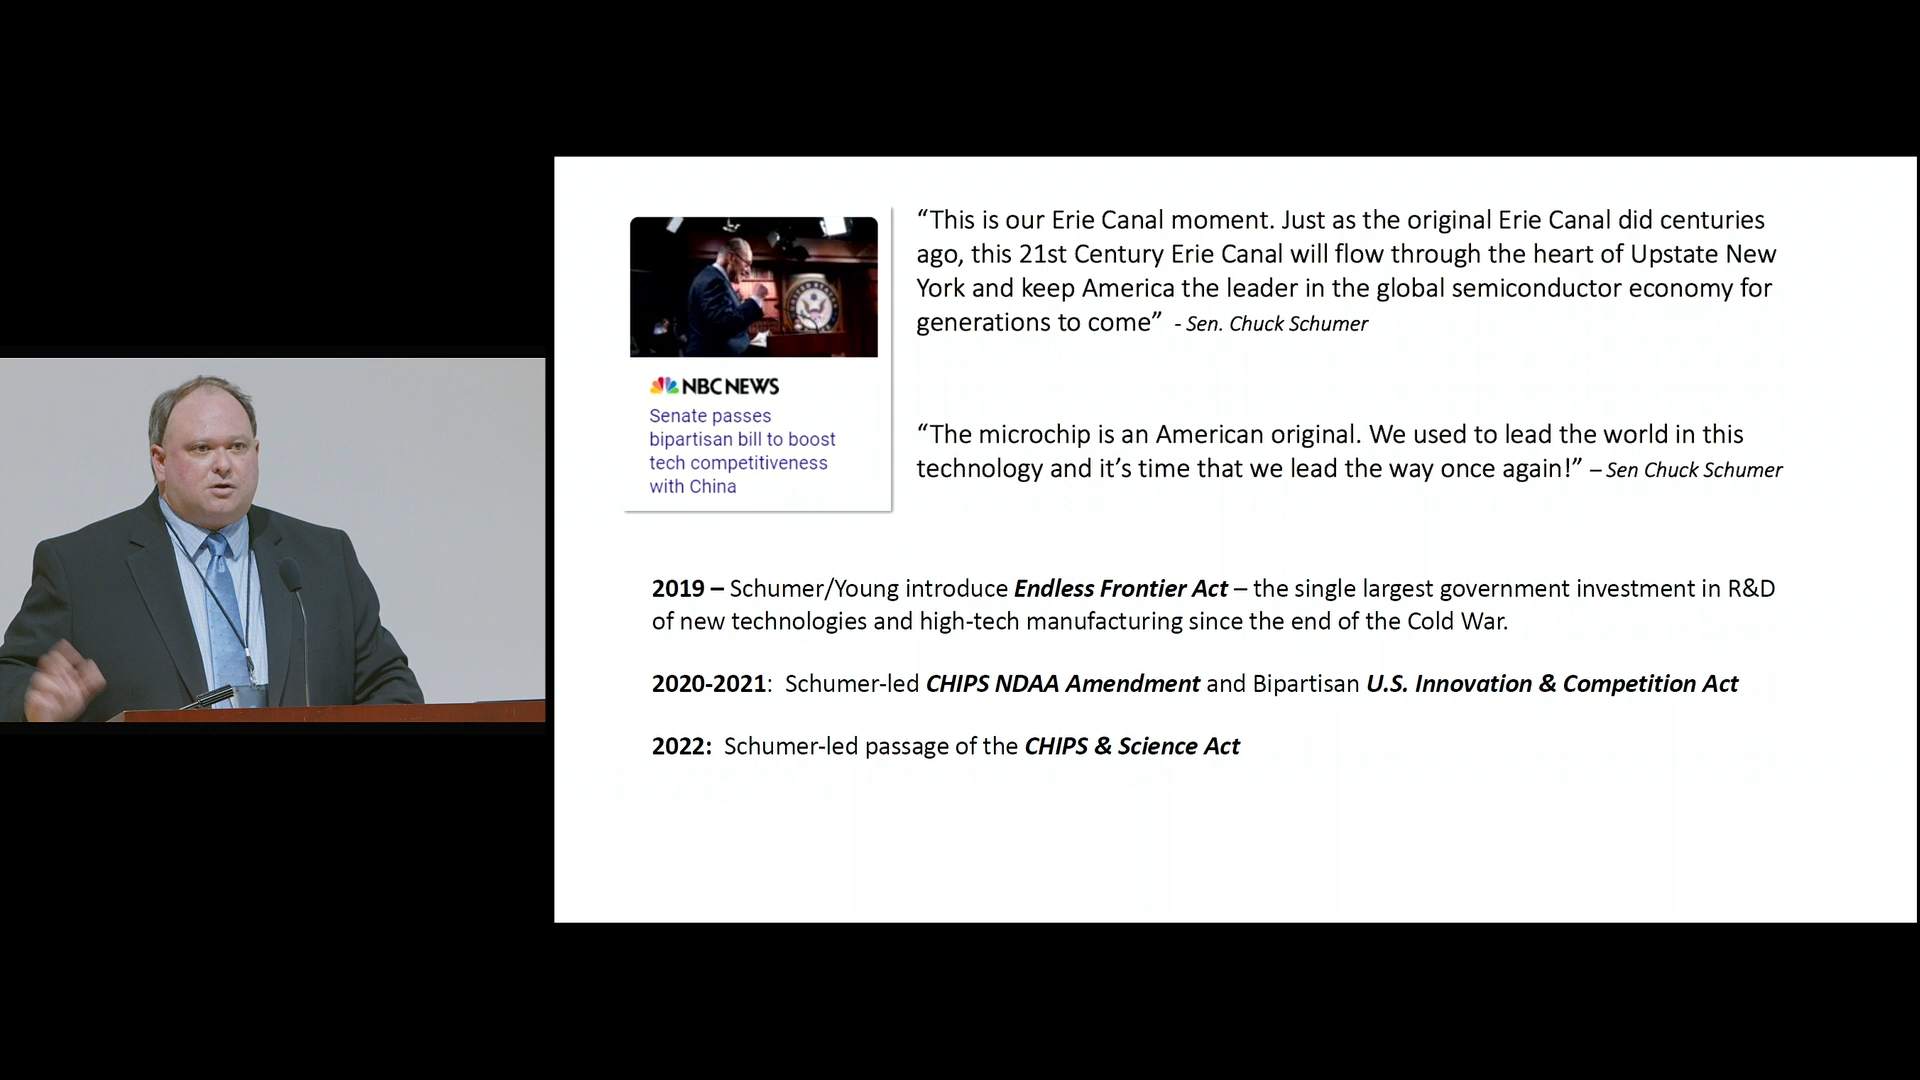 “This is our Erie Canal moment. Just as the original Erie Canal did centuries
ago, this 21st Century Erie Canal will flow through the heart of Upstate New
York and keep America the leader in the global semiconductor economy for
generations to come” - Sen. Chuck Schumer
NBC NEWS
Senate passes
bipartisan bill to boost
tech competitiveness
with China
“The microchip is an American original. We used to lead the world in this
technology and it’s time that we lead the way once again!” – Sen Chuck Schumer
2019 – Schumer/Young introduce Endless Frontier Act – the single largest government investment in R&D
of new technologies and high-tech manufacturing since the end of the Cold War.
2020-2021: Schumer-led CHIPS NDAA Amendment and Bipartisan U.S. Innovation & Competition Act
2022: Schumer-led passage of the CHIPS & Science Act